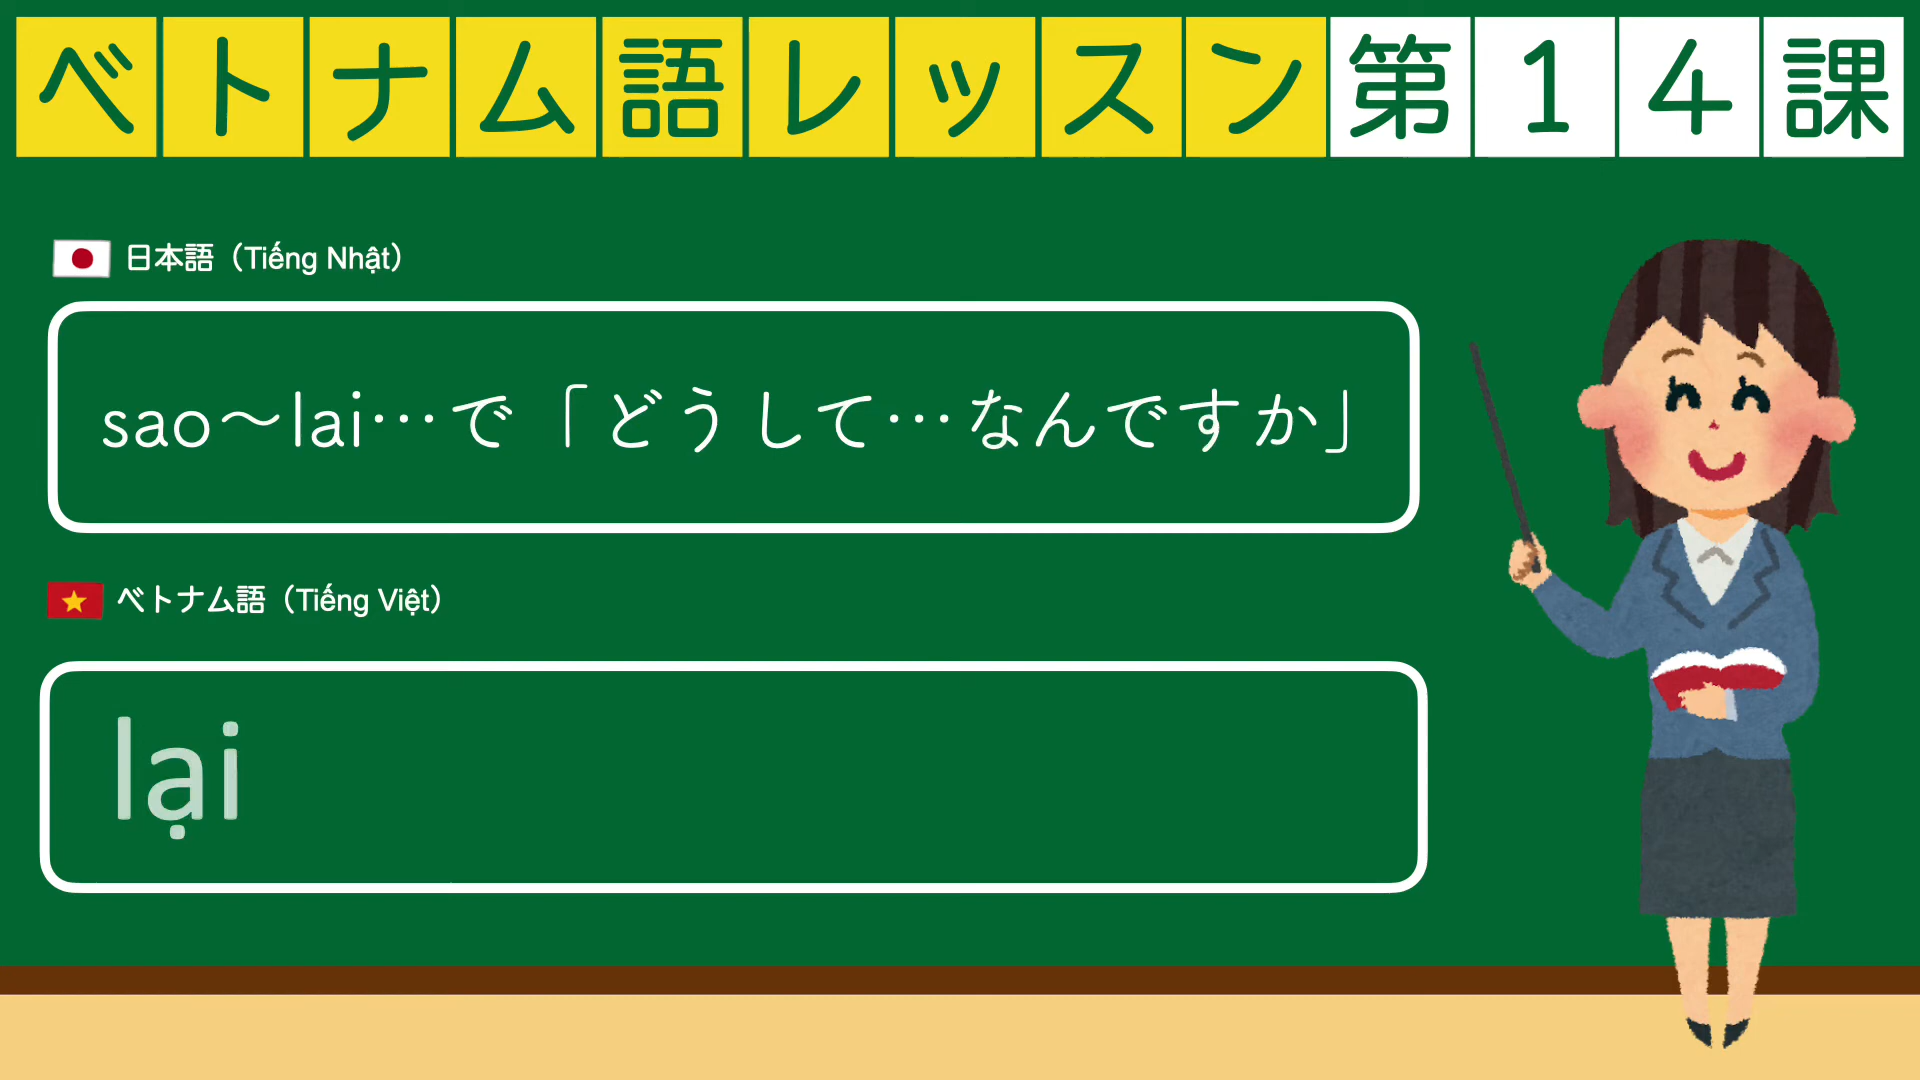 ベトナム語レッスン第14課
日本語（Tiếng Nhật）
sao〜lai…で「どうして…なんですか」
ベトナム語（Tiếng Việt）
lại